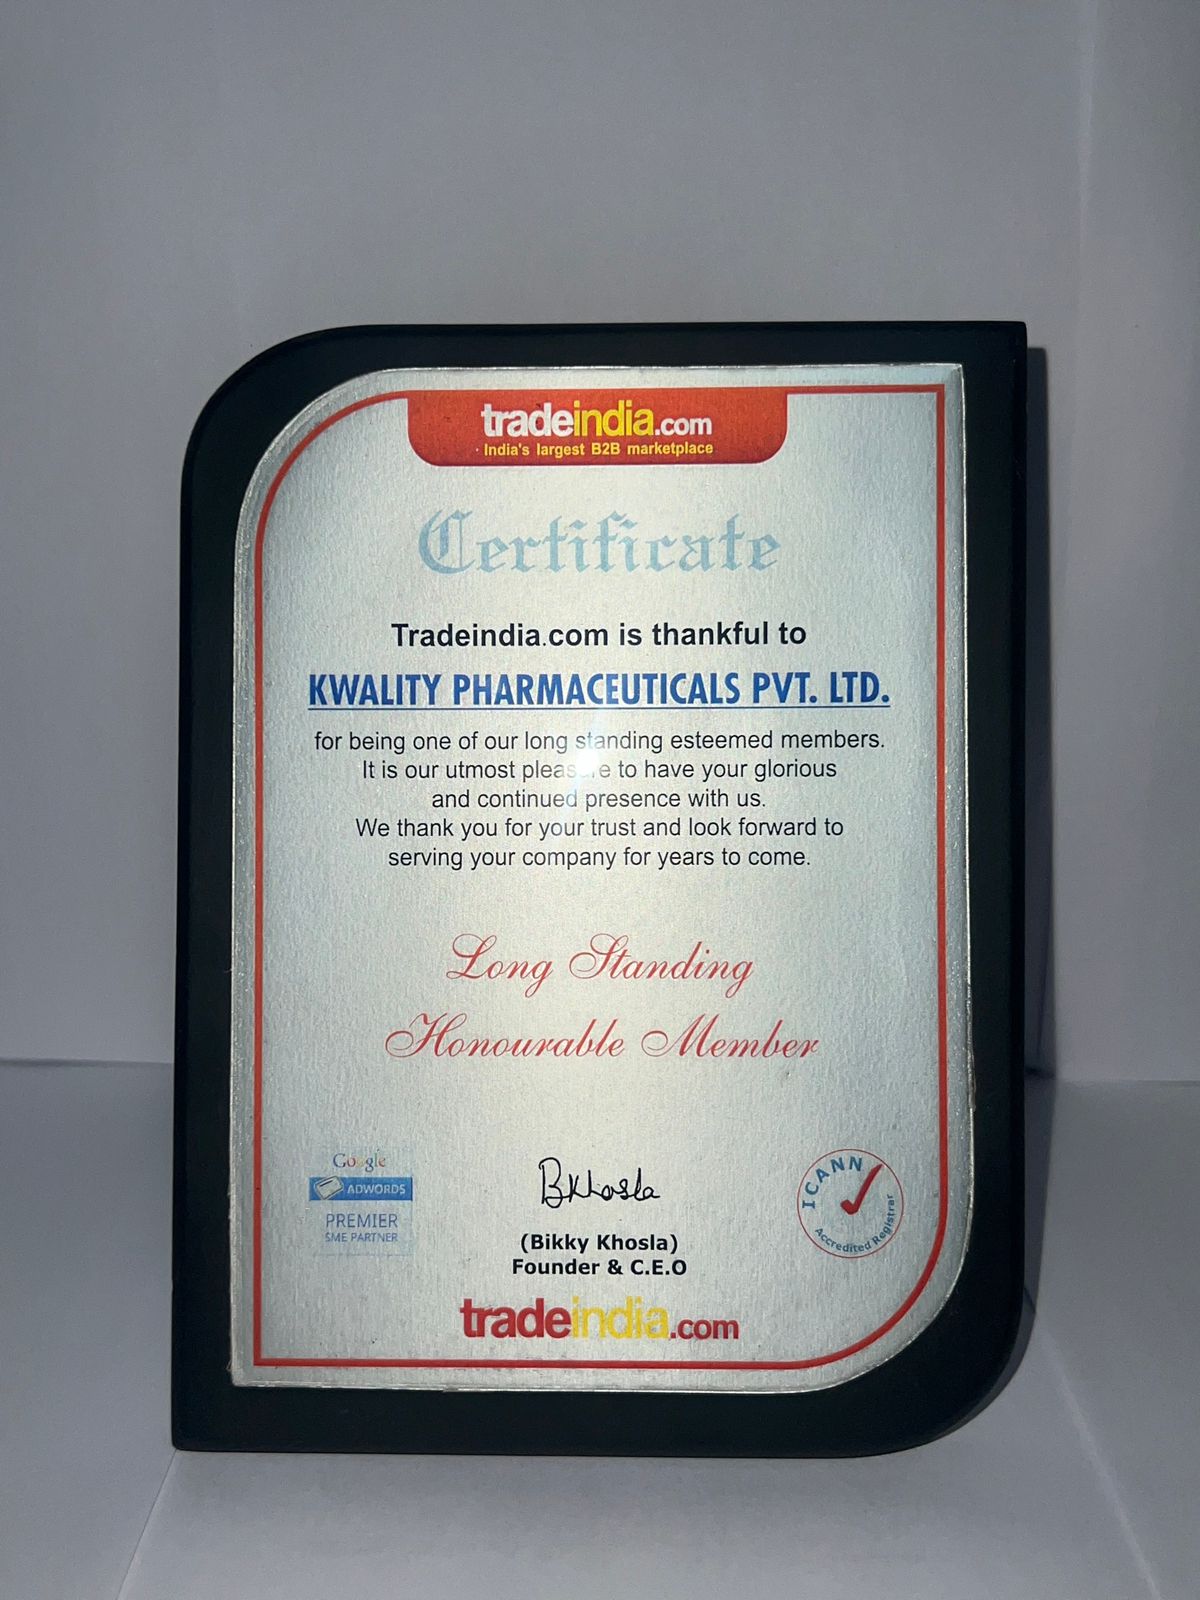 tradeindia.com
India's largest B2B marketplace
Certificate
Tradeindia.com is thankful to
KWALITY PHARMACEUTICALS PVT. LTD.
for being one of our long standing esteemed members.
It is our utmost pleasure to have your glorious
and continued presence with us.
We thank you for your trust and look forward to
serving your company for years to come.
Long Standing
Honourable Member
Google
ADWORDS
PREMIER
SME PARTNER
BKhosla
(Bikky Khosla)
Founder & C.E.O
ICANN
Accredited Registrar
tradeindia.com